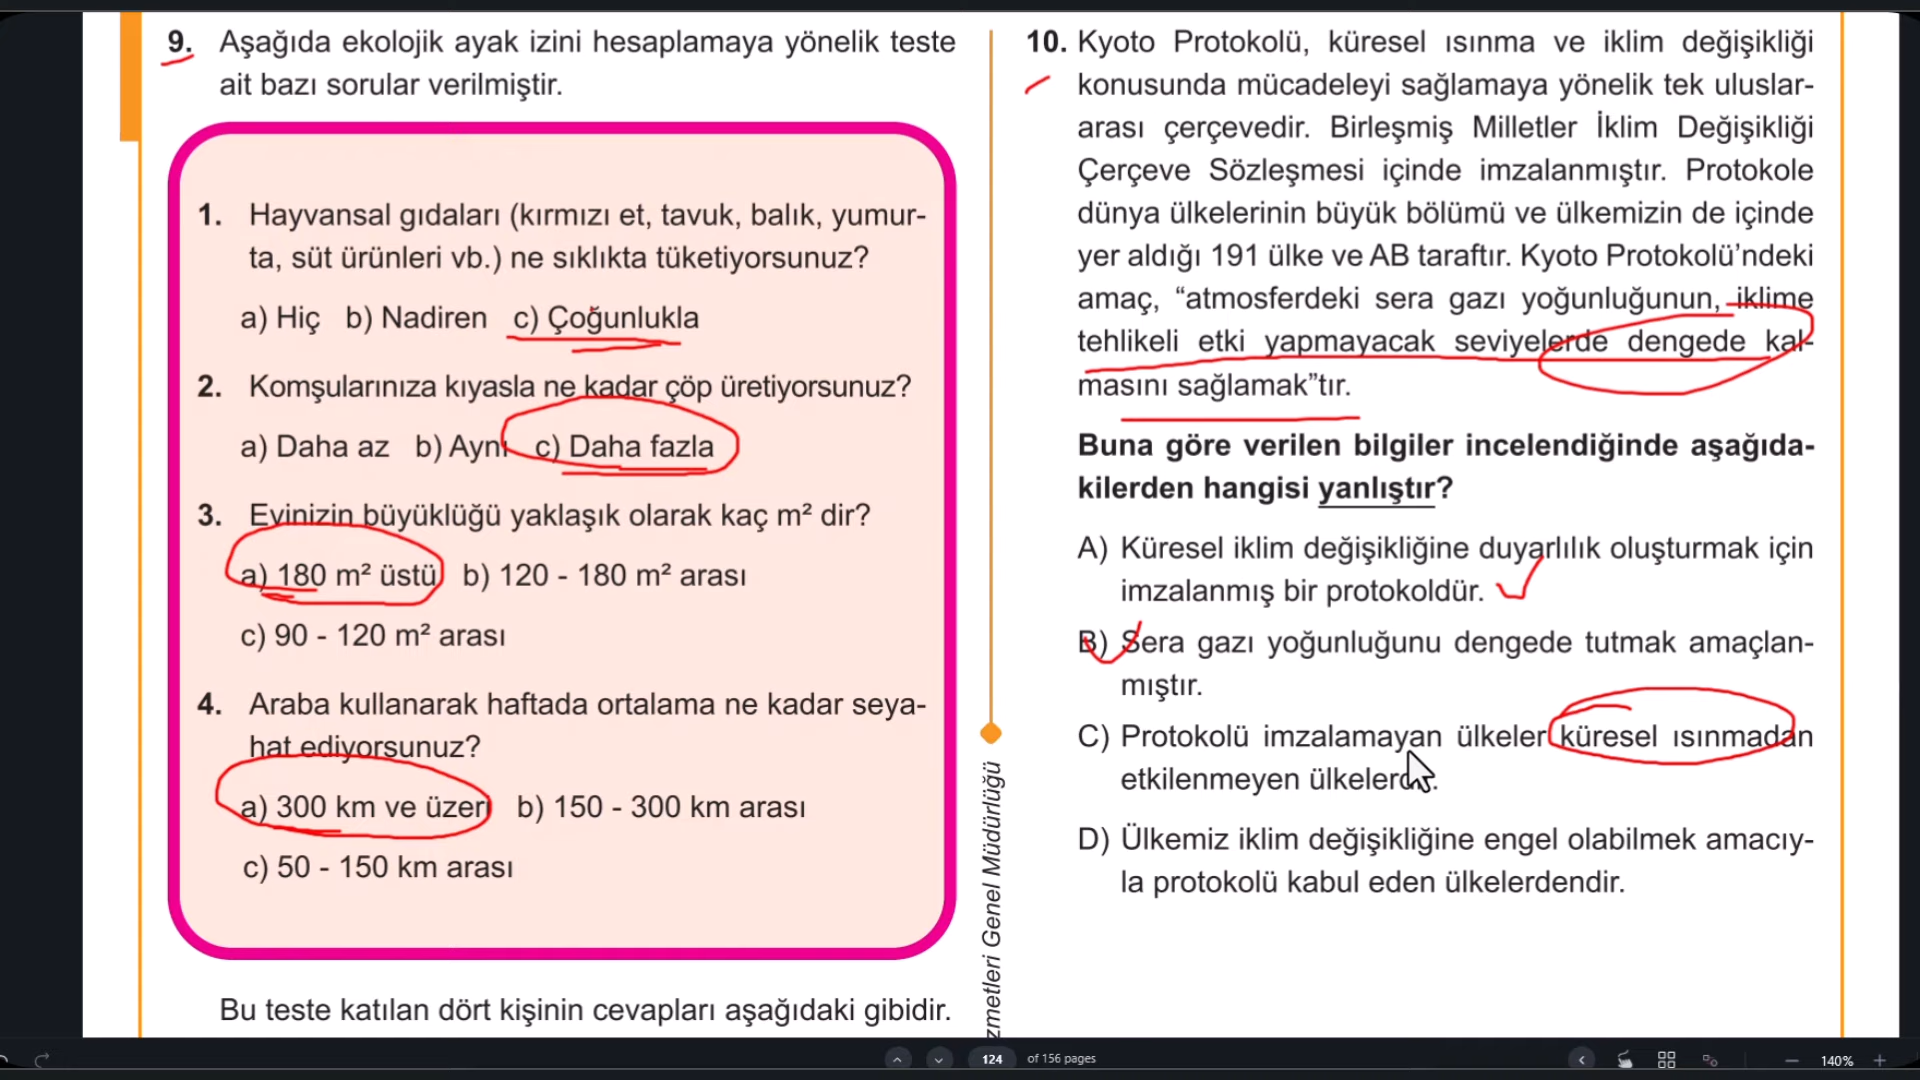 9. Aşağıda ekolojik ayak izini hesaplamaya yönelik teste
ait bazı sorular verilmiştir.
1. Hayvansal gıdaları (kırmızı et, tavuk, balık, yumur-
ta, süt ürünleri vb.) ne sıklıkta tüketiyorsunuz?
a) Hiç b) Nadiren c) Çoğunlukla
2. Komşularınıza kıyasla ne kadar çöp üretiyorsunuz?
a) Daha az b) Aynı c) Daha fazla
3. Evinizin büyüklüğü yaklaşık olarak kaç m² dir?
a) 180 m² üstü b) 120 - 180 m² arası
c) 90 - 120 m² arası
4. Araba kullanarak haftada ortalama ne kadar seya-
hat ediyorsunuz?
a) 300 km ve üzeri b) 150 - 300 km arası
c) 50 - 150 km arası
Bu teste katılan dört kişinin cevapları aşağıdaki gibidir.
zmetleri Genel Müdürlüğü
10. Kyoto Protokolü, küresel ısınma ve iklim değişikliği
konusunda mücadeleyi sağlamaya yönelik tek uluslar-
arası çerçevedir. Birleşmiş Milletler İklim Değişikliği
Çerçeve Sözleşmesi içinde imzalanmıştır. Protokole
dünya ülkelerinin büyük bölümü ve ülkemizin de içinde
yer aldığı 191 ülke ve AB taraftır. Kyoto Protokolü’ndeki
amaç, “atmosferdeki sera gazı yoğunluğunun, iklime
tehlikeli etki yapmayacak seviyelerde dengede kal-
masını sağlamak”tır.
Buna göre verilen bilgiler incelendiğinde aşağıda-
kilerden hangisi yanlıştır?
A) Küresel iklim değişikliğine duyarlılık oluşturmak için
imzalanmış bir protokoldür.
B) Sera gazı yoğunluğunu dengede tutmak amaçlan-
mıştır.
C) Protokolü imzalamayan ülkeler küresel ısınmadan
etkilenmeyen ülkelerdir.
D) Ülkemiz iklim değişikliğine engel olabilmek amacıy-
la protokolü kabul eden ülkelerdendir.
124 of 156 pages
140%